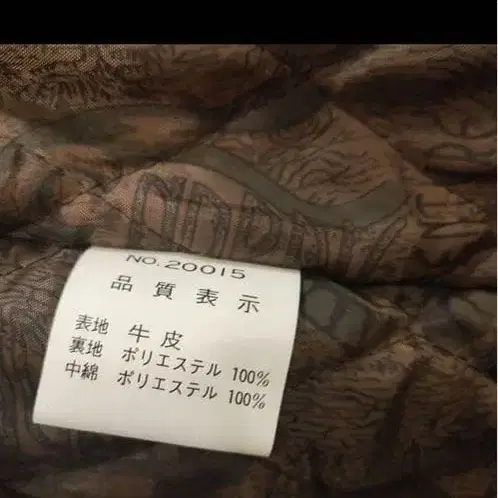 NO.20015
品質表示
表地 牛皮
裏地 ポリエステル 100%
中綿 ポリエステル 100%